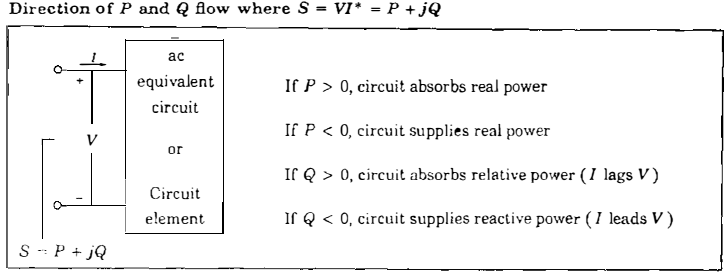 Direction of P and Q flow where S = VI* = P + jQ
I
+
V
-
S = P + jQ
ac
equivalent
circuit
or
Circuit
element
If P > 0, circuit absorbs real power
If P < 0, circuit supplies real power
If Q > 0, circuit absorbs relative power ( I lags V )
If Q < 0, circuit supplies reactive power ( I leads V )